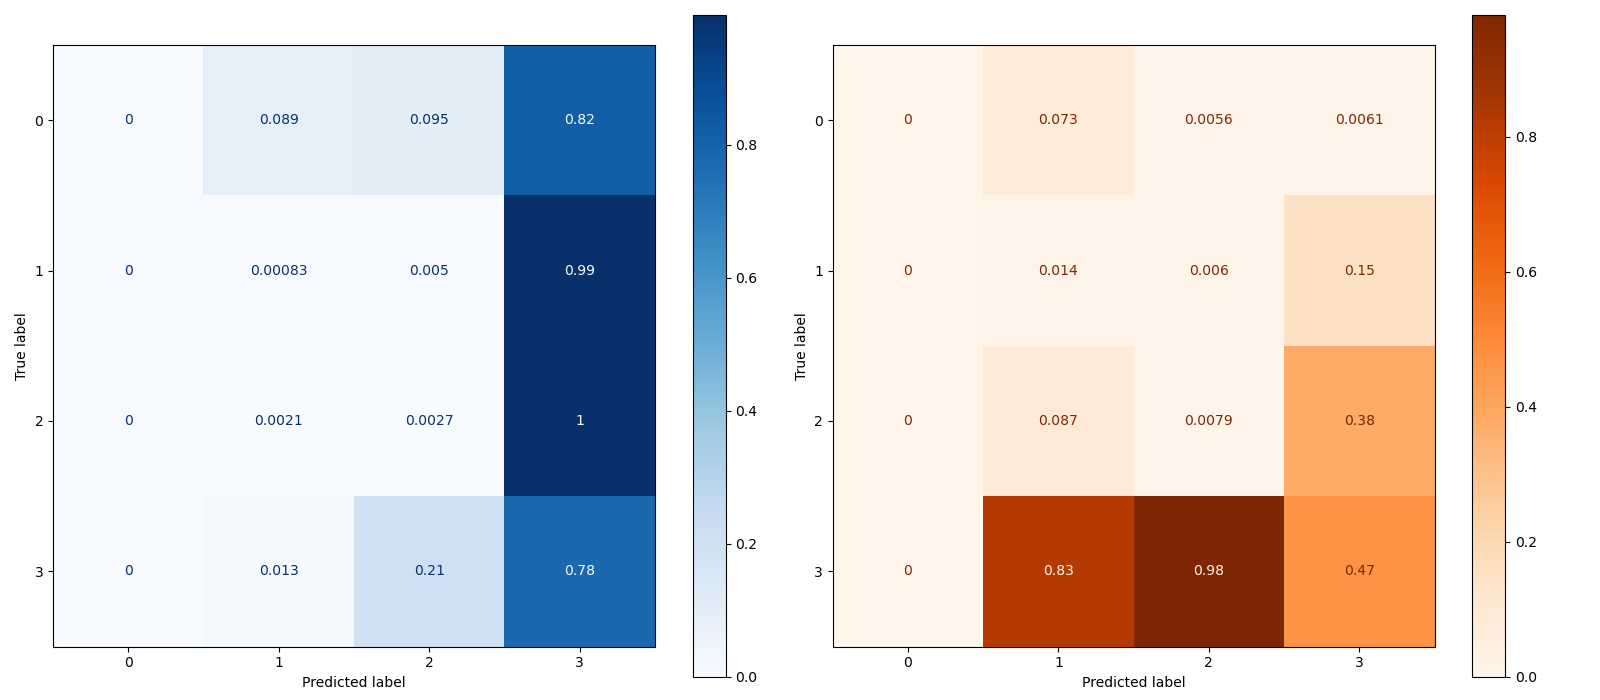 0 0 0.089 0.095 0.82
1 0 0.00083 0.005 0.99
2 0 0.0021 0.0027 1
3 0 0.013 0.21 0.78
0 1 2 3
Predicted label
True label
0.8
0.6
0.4
0.2
0.0
0 0 0.073 0.0056 0.0061
1 0 0.014 0.006 0.15
2 0 0.087 0.0079 0.38
3 0 0.83 0.98 0.47
0 1 2 3
Predicted label
True label
0.8
0.6
0.4
0.2
0.0